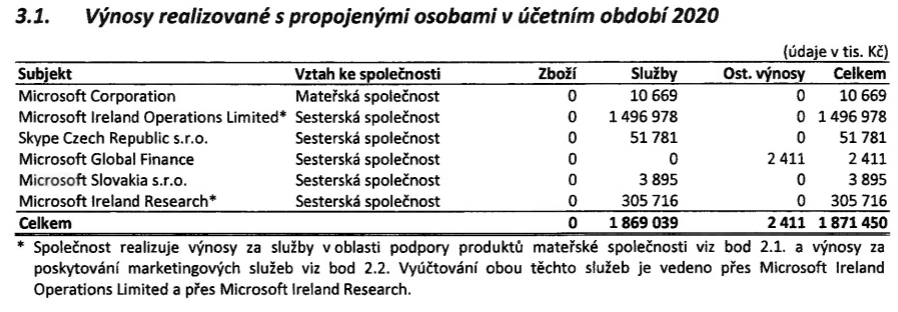 3.1. Výnosy realizované s propojenými osobami v účetním období 2020
(údaje v tis. Kč)
Subjekt Vztah ke společnosti Zboží Služby Ost. výnosy Celkem
Microsoft Corporation Mateřská společnost 0 10 669 0 10 669
Microsoft Ireland Operations Limited* Sesterská společnost 0 1 496 978 0 1 496 978
Skype Czech Republic s.r.o. Sesterská společnost 0 51 781 0 51 781
Microsoft Global Finance Sesterská společnost 0 0 2 411 2 411
Microsoft Slovakia s.r.o. Sesterská společnost 0 3 895 0 3 895
Microsoft Ireland Research* Sesterská společnost 0 305 716 0 305 716
Celkem 0 1 869 039 2 411 1 871 450
* Společnost realizuje výnosy za služby v oblasti podpory produktů mateřské společnosti viz bod 2.1. a výnosy za
poskytování marketingových služeb viz bod 2.2. Vyúčtování obou těchto služeb je vedeno přes Microsoft Ireland
Operations Limited a přes Microsoft Ireland Research.